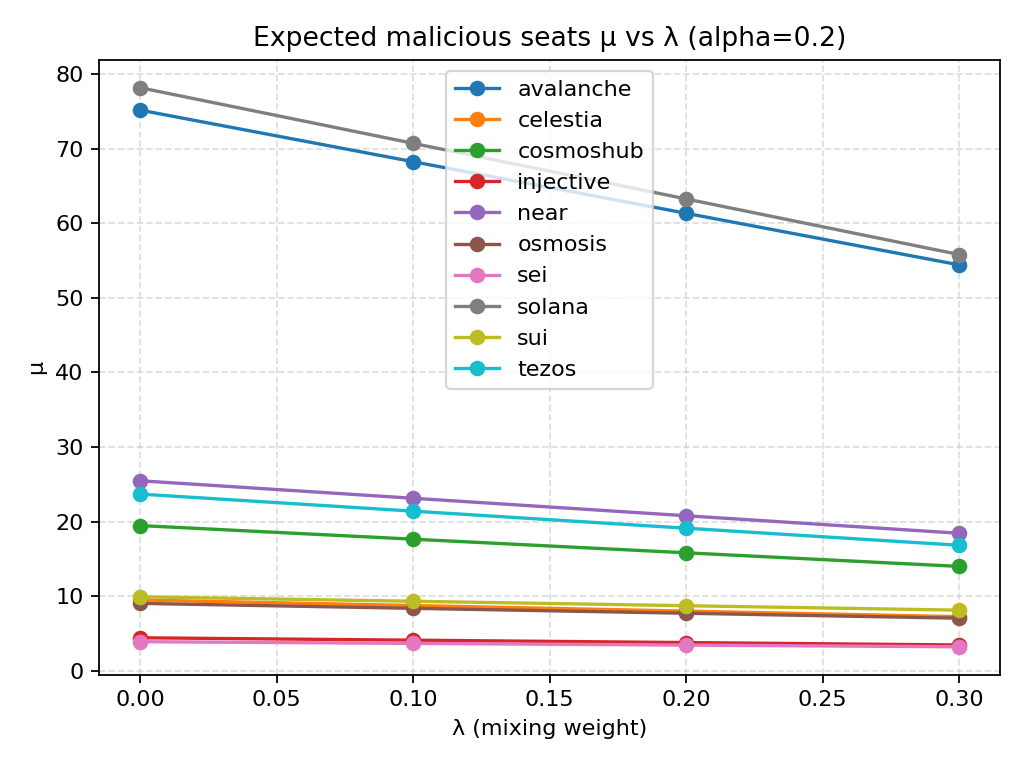 Expected malicious seats μ vs λ (alpha=0.2)
80
70
60
50
40
30
20
10
0
μ
avalanche
celestia
cosmoshub
injective
near
osmosis
sei
solana
sui
tezos
0.00 0.05 0.10 0.15 0.20 0.25 0.30
λ (mixing weight)